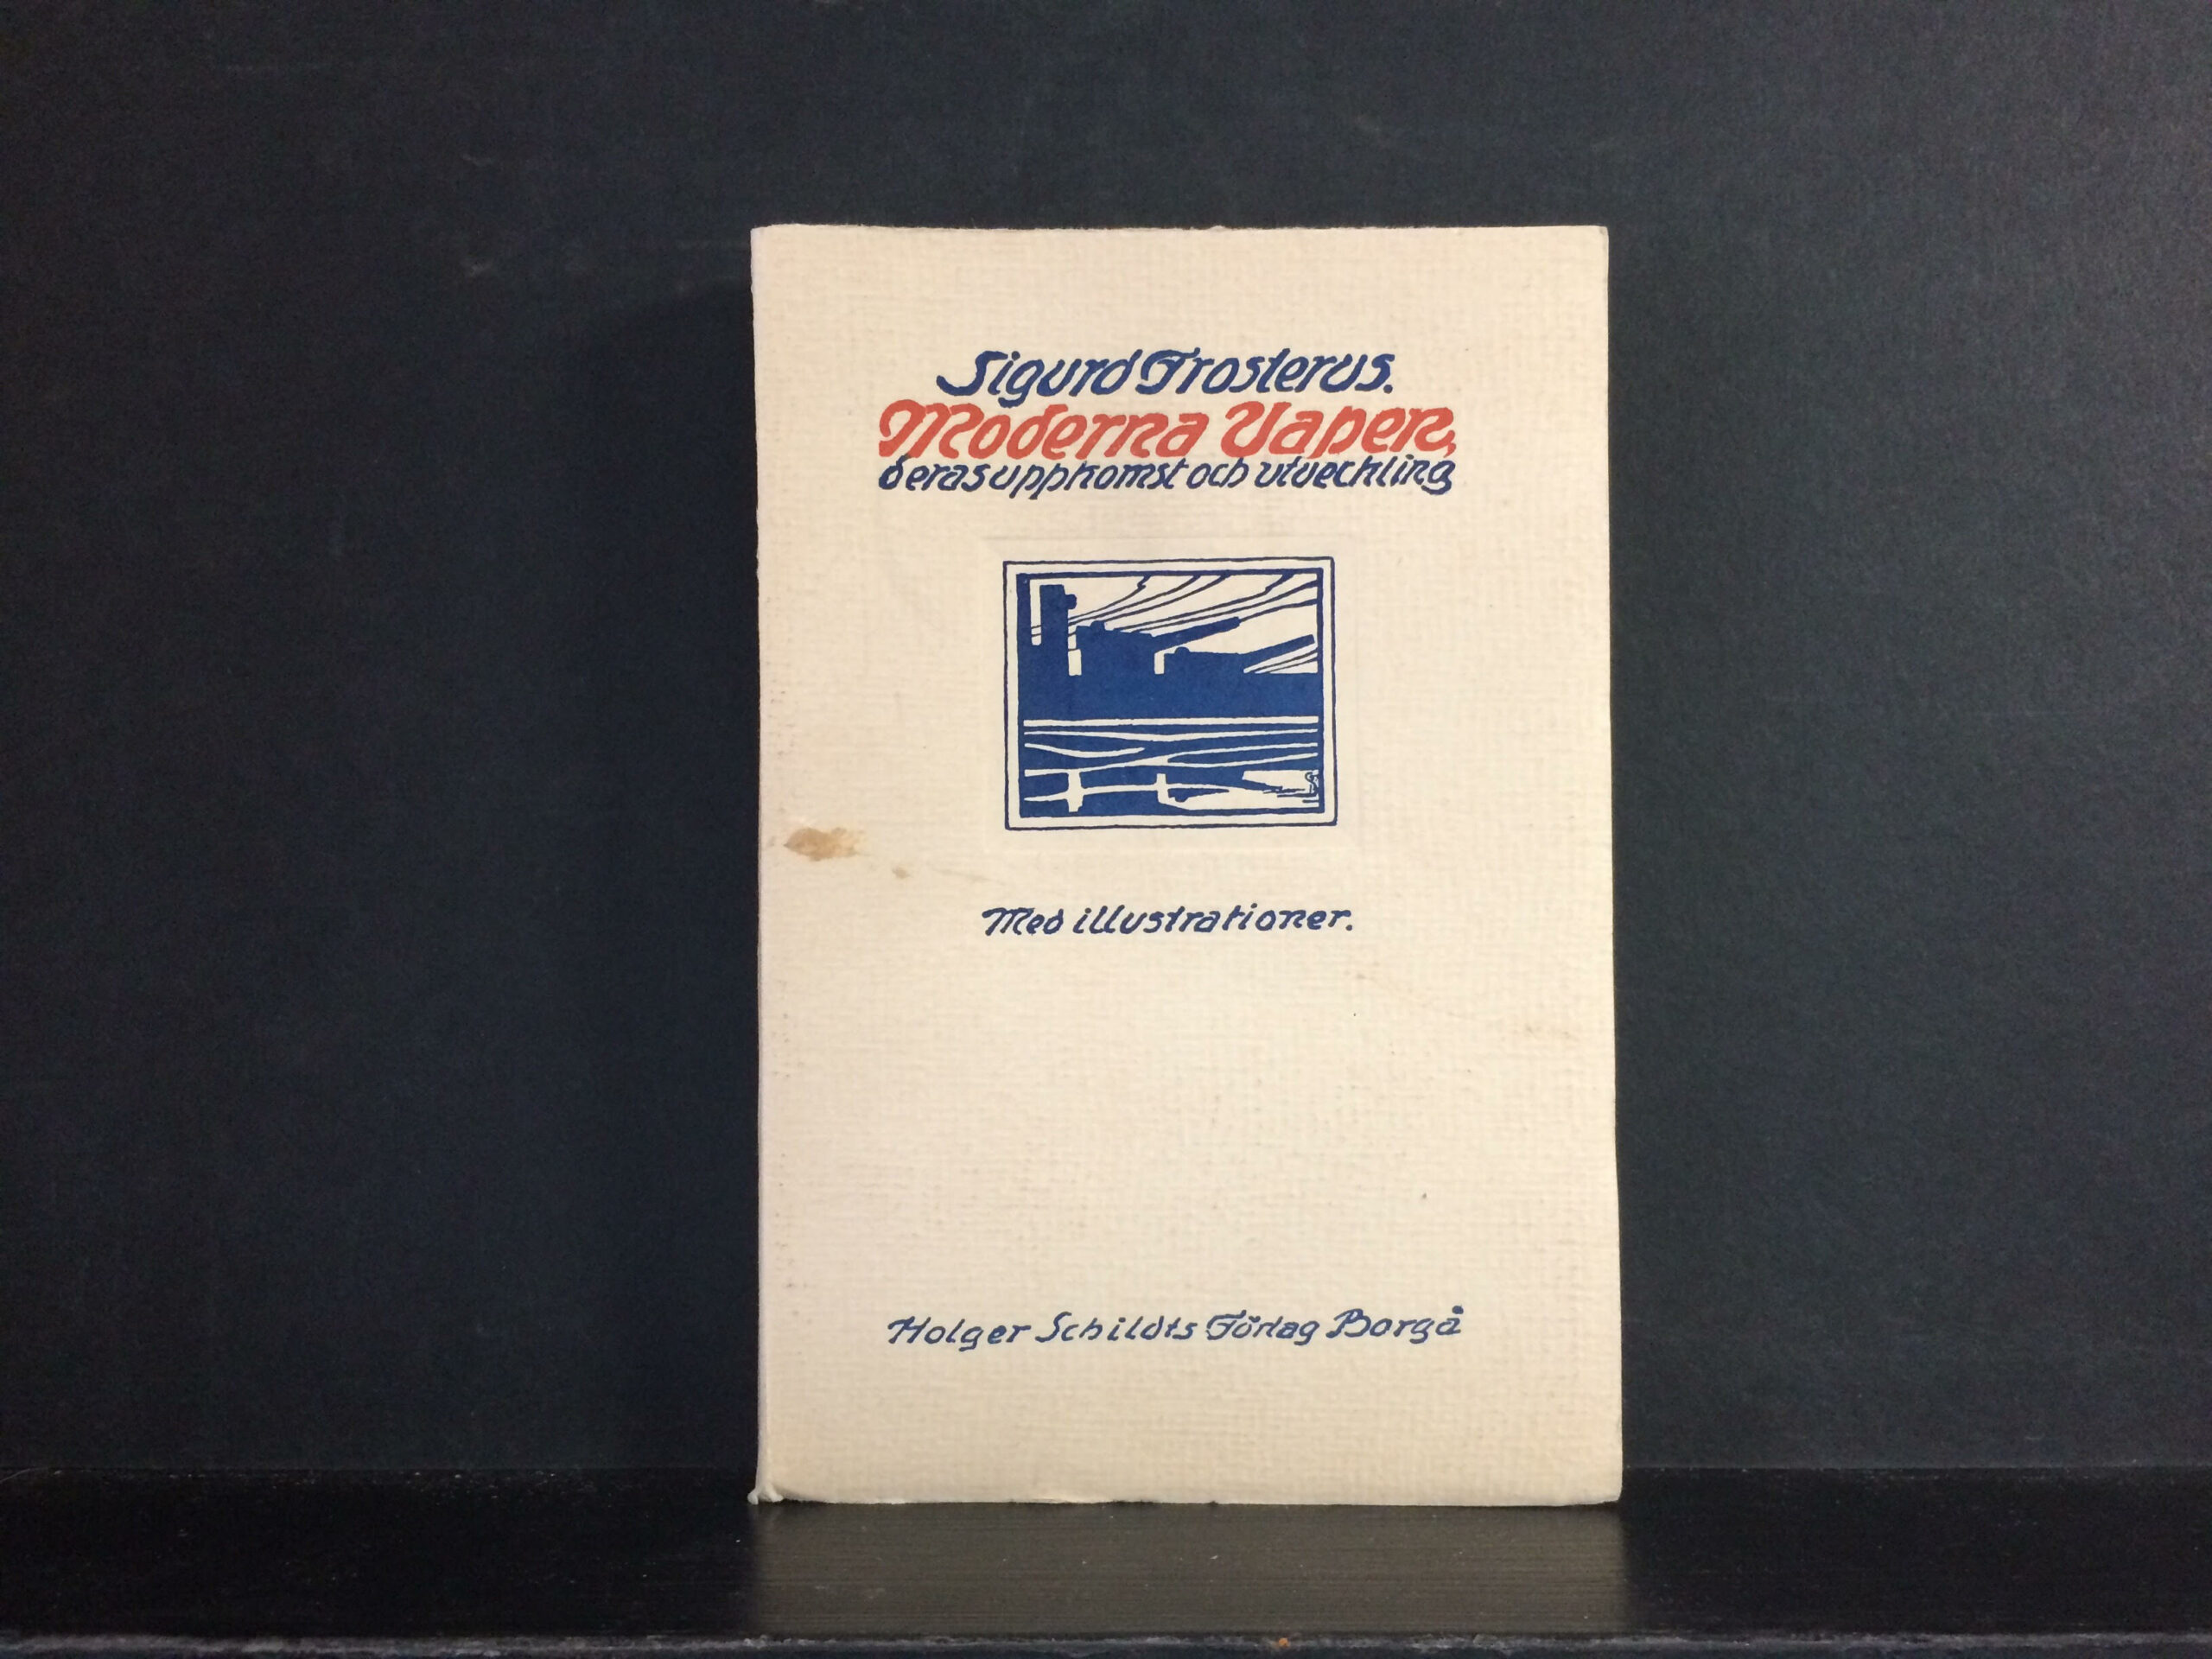 Sigurd Frosterus.
Moderna Vapen,
deras uppkomst och utveckling
Med illustrationer.
Holger Schildts Förlag Borgå